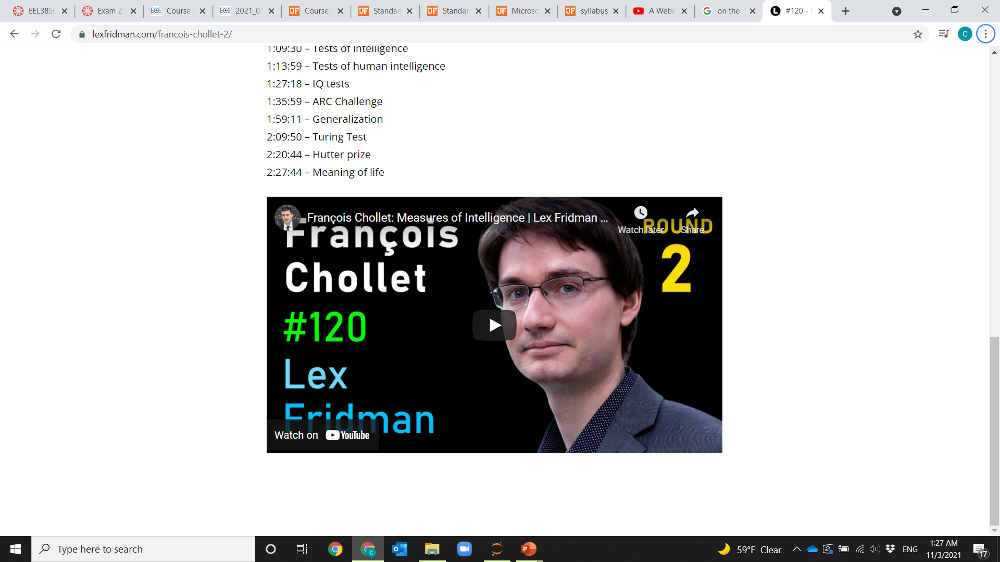 EEL3850
Exam 2
Course
2021_01
Course
Standar
Standar
Microso
syllabus
A Webin
on the
#120 -
lexfridman.com/francois-chollet-2/
C
1:09:30 – Tests of intelligence
1:13:59 – Tests of human intelligence
1:27:18 – IQ tests
1:35:59 – ARC Challenge
1:59:11 – Generalization
2:09:50 – Turing Test
2:20:44 – Hutter prize
2:27:44 – Meaning of life
François Chollet: Measures of Intelligence | Lex Fridman ...
Watch later
Share
ROUND
2
François
Chollet
#120
Lex
Fridman
Watch on YouTube
Type here to search
59°F Clear
ENG
1:27 AM
11/3/2021
17